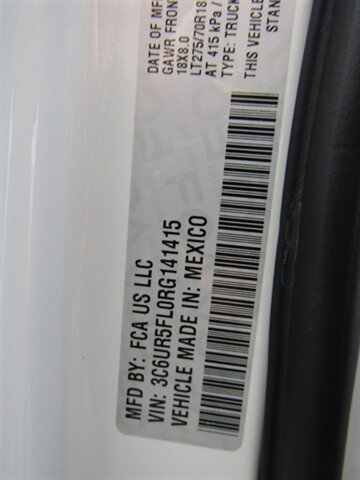 DATE OF MF
GAWR FRON
18X8.0
LT275/70R18
AT 415 kPa /
TYPE: TRUCK
THIS VEHICLE
STAN
MFD BY: FCA US LLC
VIN: 3C6UR5FL0RG141415
VEHICLE MADE IN: MEXICO